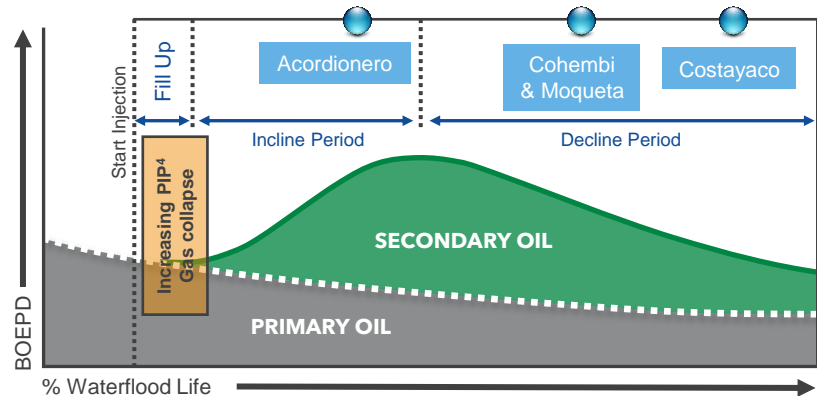 Start Injection
Fill Up
Acordionero
Cohembi
& Moqueta
Costayaco
Incline Period
Decline Period
Increasing PIP⁴
Gas collapse
SECONDARY OIL
PRIMARY OIL
BOEPD
% Waterflood Life